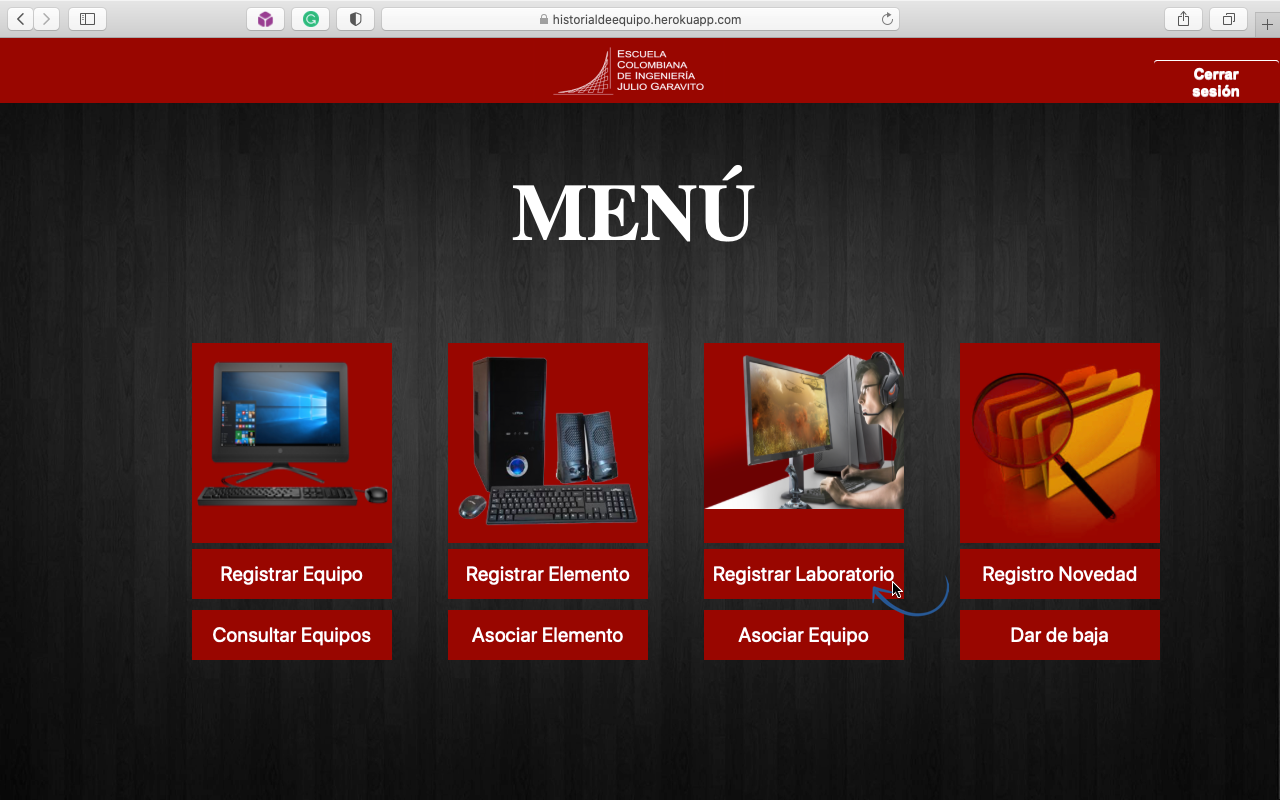 historialdeequipo.herokuapp.com
ESCUELA
COLOMBIANA
DE INGENIERÍA
JULIO GARAVITO
Cerrar
sesión
MENÚ
Registrar Equipo
Registrar Elemento
Registrar Laboratorio
Registro Novedad
Consultar Equipos
Asociar Elemento
Asociar Equipo
Dar de baja